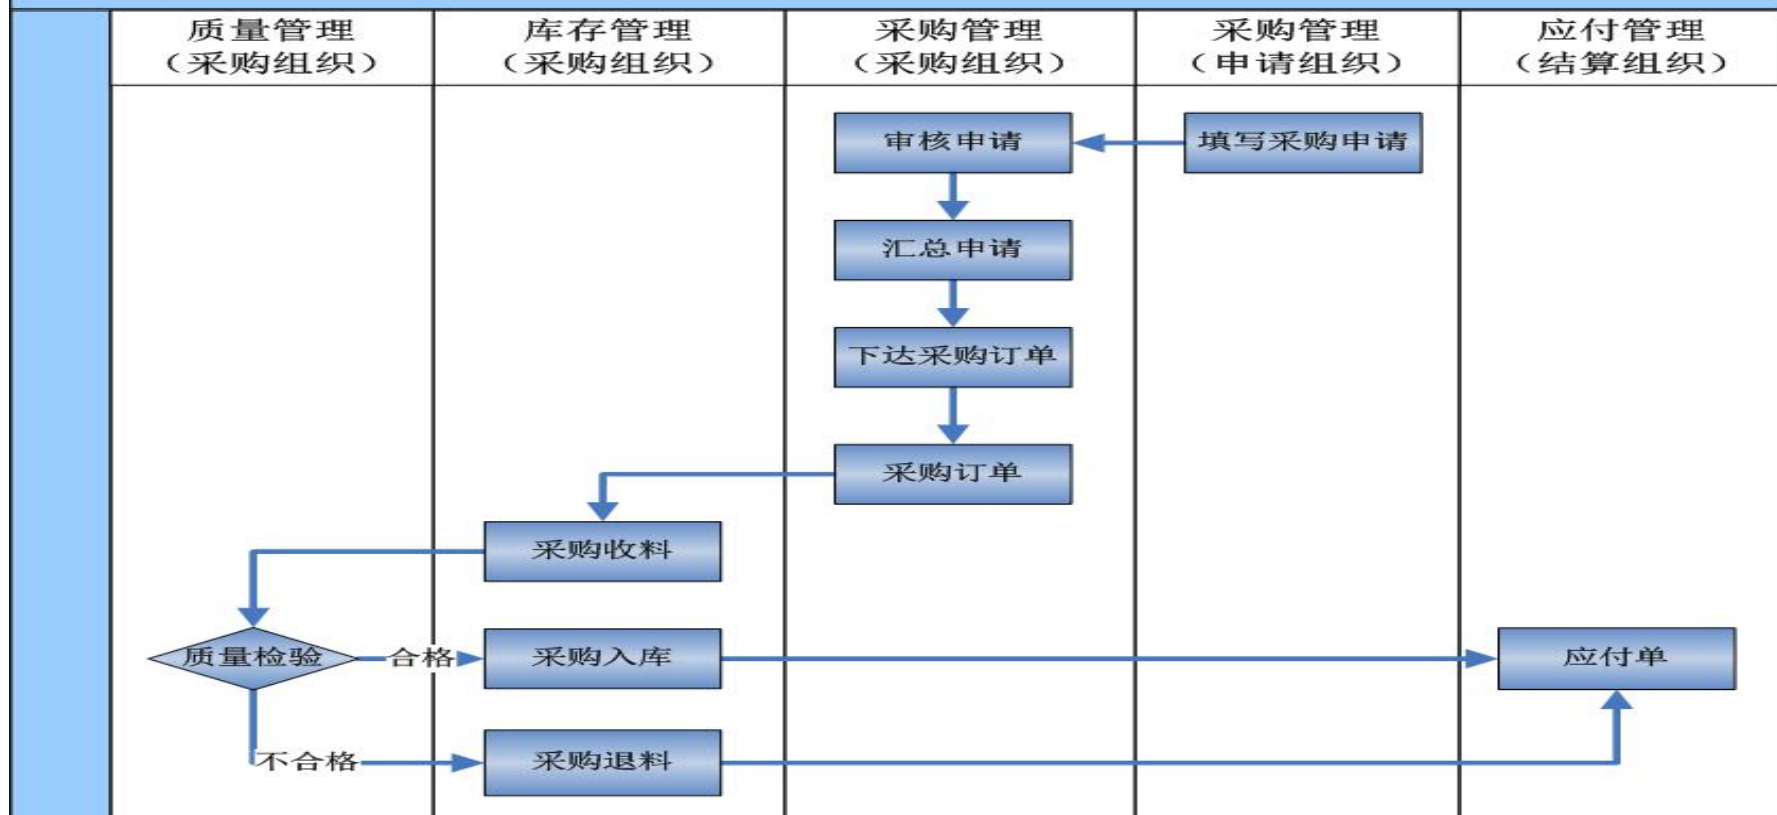 质量管理
（采购组织）
库存管理
（采购组织）
采购管理
（采购组织）
采购管理
（申请组织）
应付管理
（结算组织）
审核申请
填写采购申请
汇总申请
下达采购订单
采购订单
采购收料
质量检验
合格
采购入库
应付单
不合格
采购退料